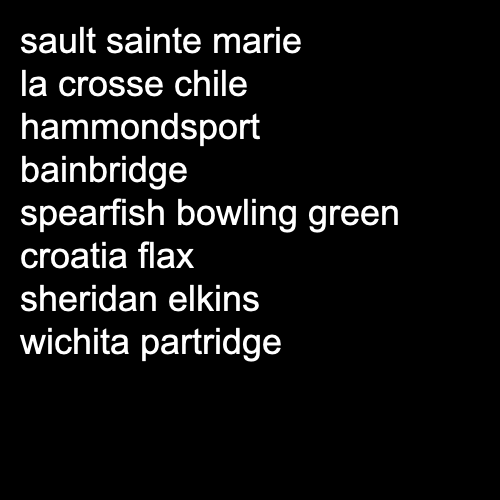 sault sainte marie
la crosse chile
hammondsport
bainbridge
spearfish bowling green
croatia flax
sheridan elkins
wichita partridge